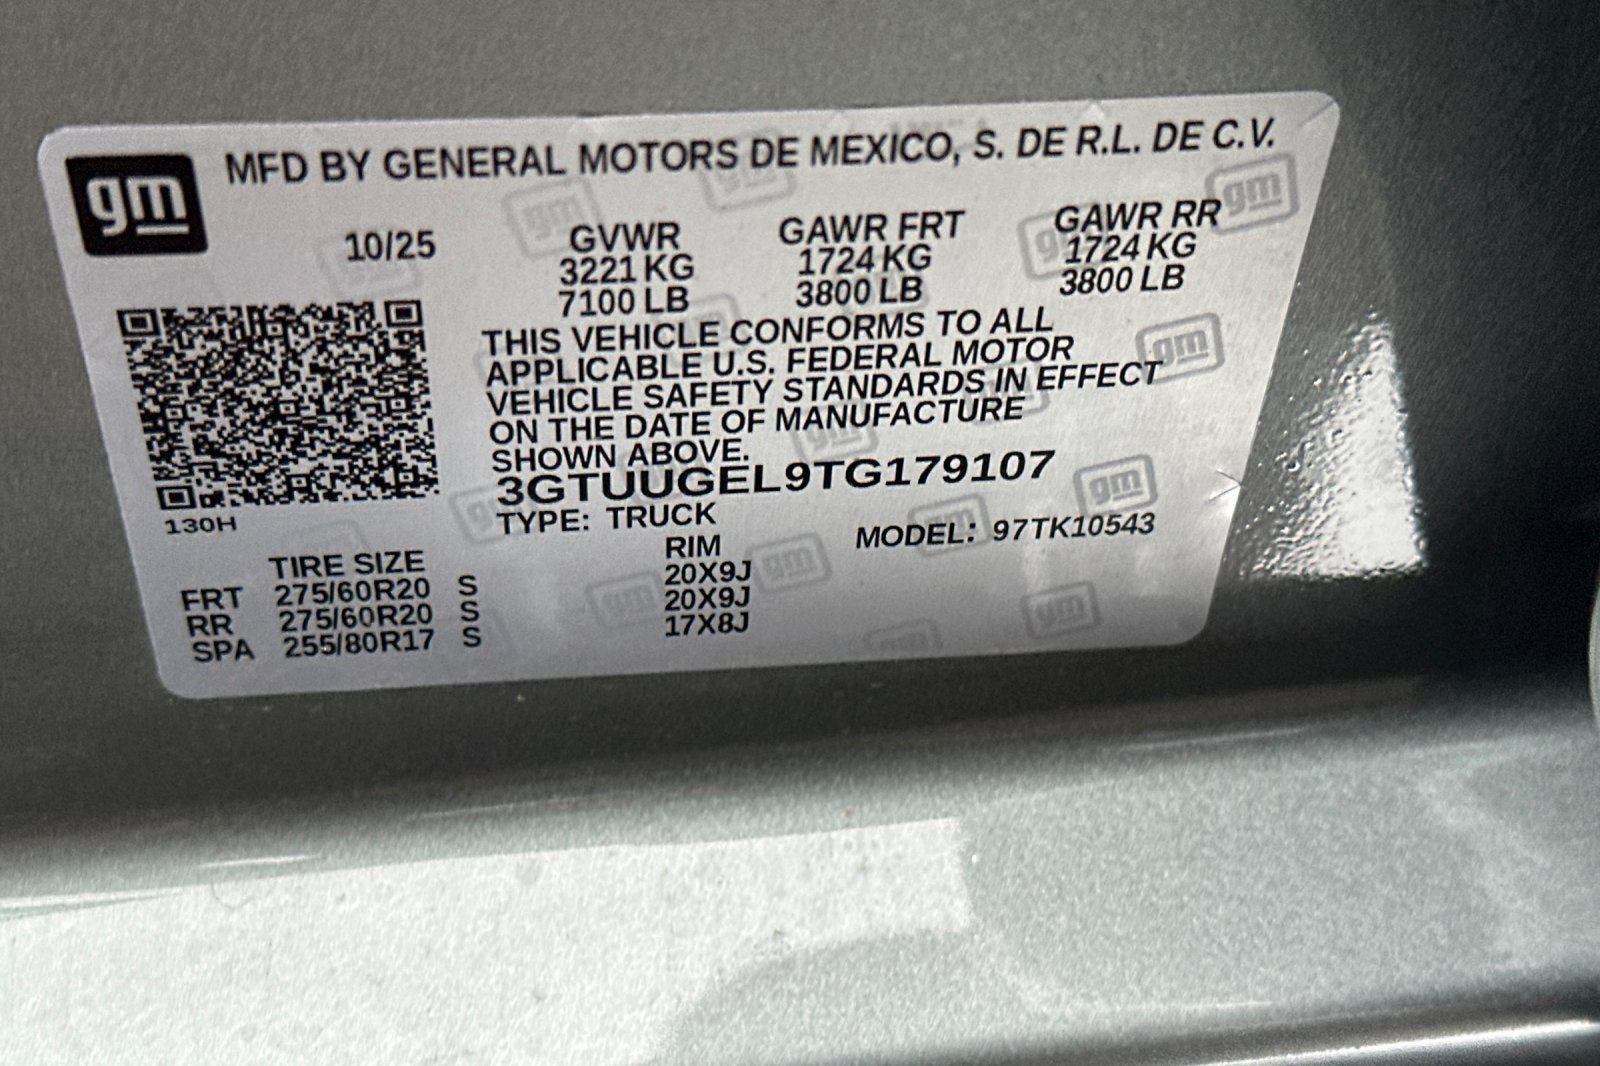 gm
MFD BY GENERAL MOTORS DE MEXICO, S. DE R.L. DE C.V.
10/25
GVWR GAWR FRT GAWR RR
3221 KG 1724 KG 1724 KG
7100 LB 3800 LB 3800 LB
THIS VEHICLE CONFORMS TO ALL
APPLICABLE U.S. FEDERAL MOTOR
VEHICLE SAFETY STANDARDS IN EFFECT
ON THE DATE OF MANUFACTURE
SHOWN ABOVE.
3GTUUGEL9TG179107
130H
TYPE: TRUCK MODEL: 97TK10543
TIRE SIZE RIM
FRT 275/60R20 S 20X9J
RR 275/60R20 S 20X9J
SPA 255/80R17 S 17X8J